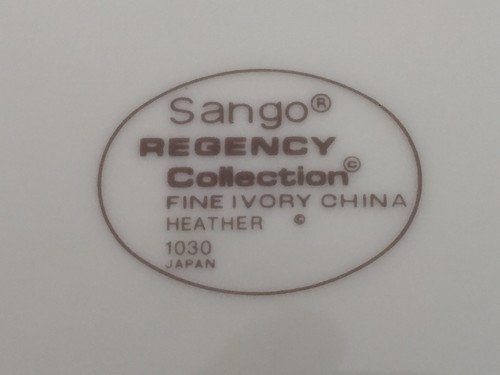 Sango®
REGENCY
Collection©
FINE IVORY CHINA
HEATHER ©
1030
JAPAN